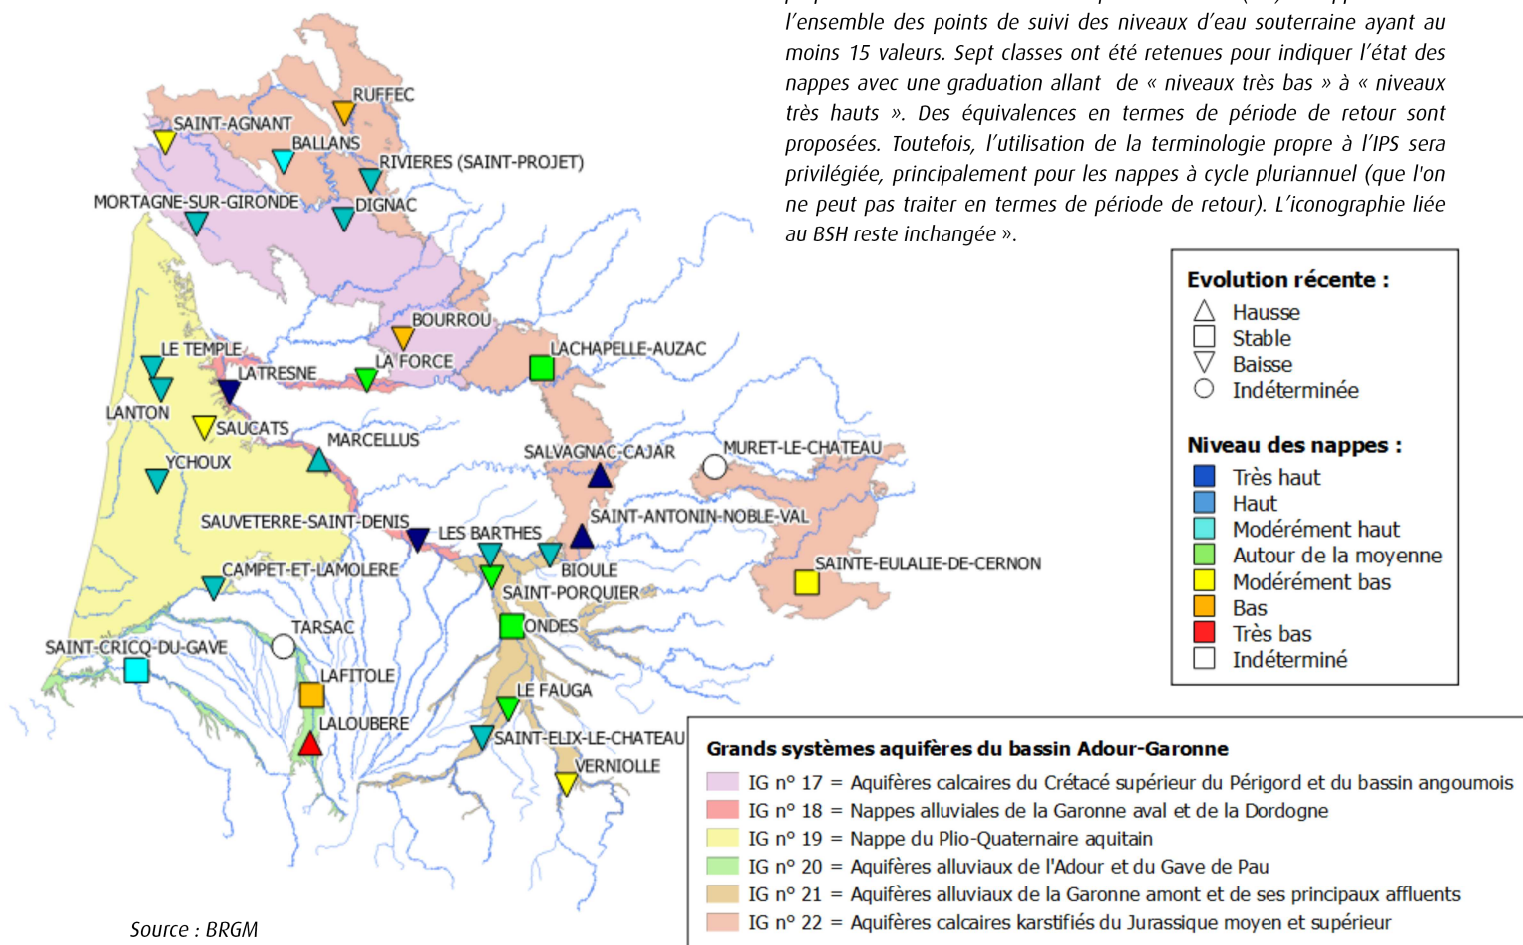 l’ensemble des points de suivi des niveaux d’eau souterraine ayant au
moins 15 valeurs. Sept classes ont été retenues pour indiquer l’état des
nappes avec une graduation allant de « niveaux très bas » à « niveaux
très hauts ». Des équivalences en termes de période de retour sont
proposées. Toutefois, l’utilisation de la terminologie propre à l’IPS sera
privilégiée, principalement pour les nappes à cycle pluriannuel (que l'on
ne peut pas traiter en termes de période de retour). L’iconographie liée
au BSH reste inchangée ».
RUFFEC
SAINT-AGNANT
BALLANS
RIVIERES (SAINT-PROJET)
MORTAGNE-SUR-GIRONDE
DIGNAC
BOURROU
LE TEMPLE
LA FORCE
LACHAPELLE-AUZAC
LATRESNE
LANTON
SAUCATS
MARCELLUS
YCHOUX
SALVAGNAC-CAJAR
MURET-LE-CHATEAU
SAUVETERRE-SAINT-DENIS
LES BARTHES
SAINT-ANTONIN-NOBLE-VAL
CAMPET-ET-LAMOLERE
BIOULE
SAINTE-EULALIE-DE-CERNON
SAINT-PORQUIER
TARSAC
ONDES
SAINT-CRICQ-DU-GAVE
LAFITOLE
LE FAUGA
LALOUBERE
SAINT-ELIX-LE-CHATEAU
VERNIOLLE
Evolution récente :
Hausse
Stable
Baisse
Indéterminée
Niveau des nappes :
Très haut
Haut
Modérément haut
Autour de la moyenne
Modérément bas
Bas
Très bas
Indéterminé
Grands systèmes aquifères du bassin Adour-Garonne
IG n° 17 = Aquifères calcaires du Crétacé supérieur du Périgord et du bassin angoumois
IG n° 18 = Nappes alluviales de la Garonne aval et de la Dordogne
IG n° 19 = Nappe du Plio-Quaternaire aquitain
IG n° 20 = Aquifères alluviaux de l'Adour et du Gave de Pau
IG n° 21 = Aquifères alluviaux de la Garonne amont et de ses principaux affluents
IG n° 22 = Aquifères calcaires karstifiés du Jurassique moyen et supérieur
Source : BRGM